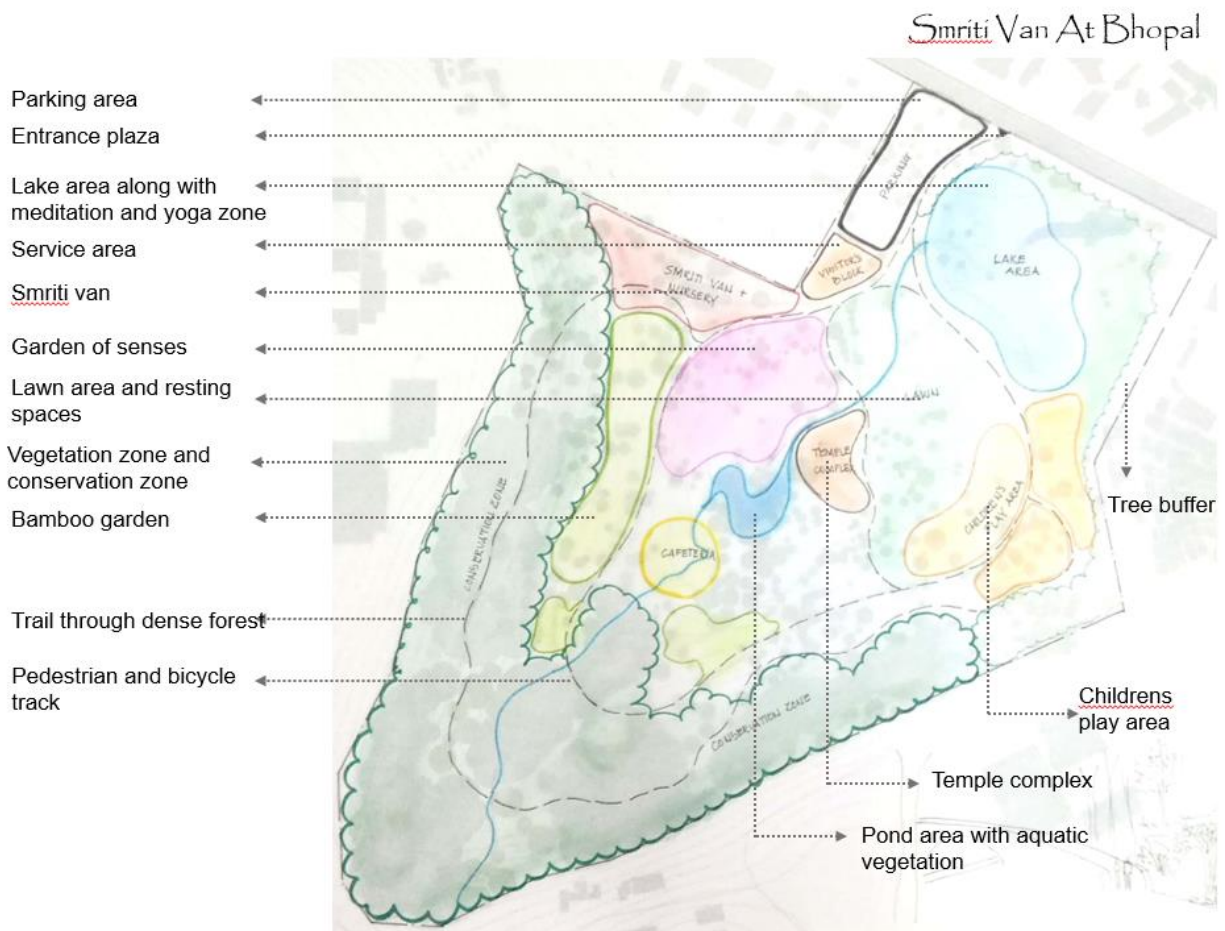 Smriti Van At Bhopal
Parking area
Entrance plaza
Lake area along with
meditation and yoga zone
Service area
Smriti van
Garden of senses
Lawn area and resting
spaces
Vegetation zone and
conservation zone
Bamboo garden
Trail through dense forest
Pedestrian and bicycle
track
PARKING
LAKE
AREA
VISITOR'S
BLOCK
SMRITI VAN +
NURSERY
LAWN
TEMPLE
COMPLEX
CHILDREN'S
PLAY AREA
CAFETERIA
CONSERVATION ZONE
CONSERVATION ZONE
Tree buffer
Childrens
play area
Temple complex
Pond area with aquatic
vegetation